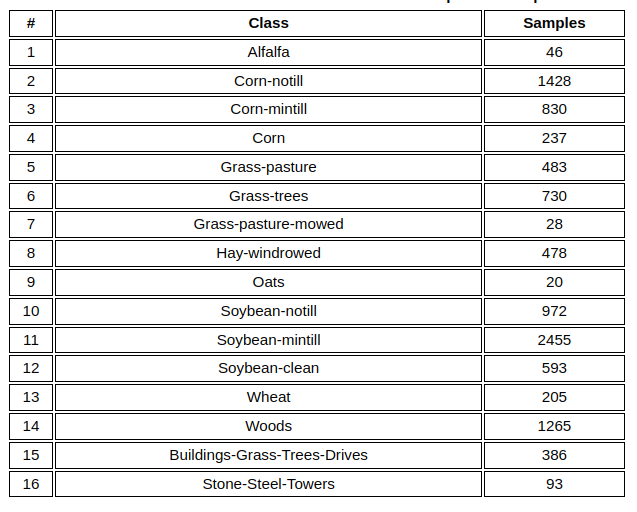 # Class Samples
1 Alfalfa 46
2 Corn-notill 1428
3 Corn-mintill 830
4 Corn 237
5 Grass-pasture 483
6 Grass-trees 730
7 Grass-pasture-mowed 28
8 Hay-windrowed 478
9 Oats 20
10 Soybean-notill 972
11 Soybean-mintill 2455
12 Soybean-clean 593
13 Wheat 205
14 Woods 1265
15 Buildings-Grass-Trees-Drives 386
16 Stone-Steel-Towers 93